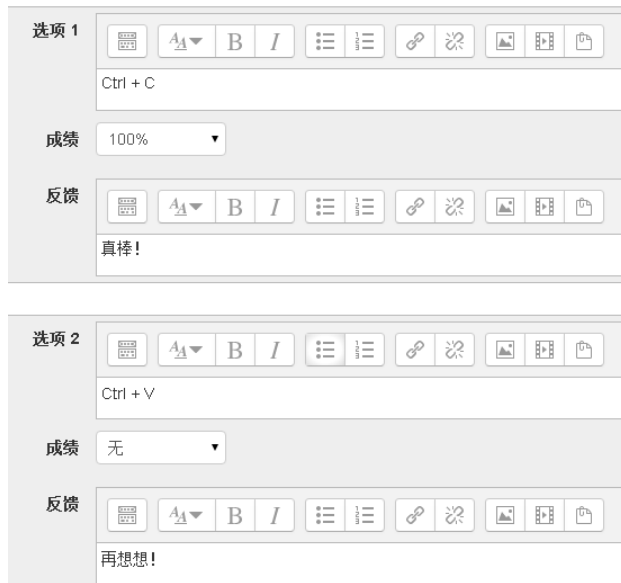 选项 1
Ctrl + C
成绩 100%
反馈
真棒!
选项 2
Ctrl + V
成绩 无
反馈
再想想!